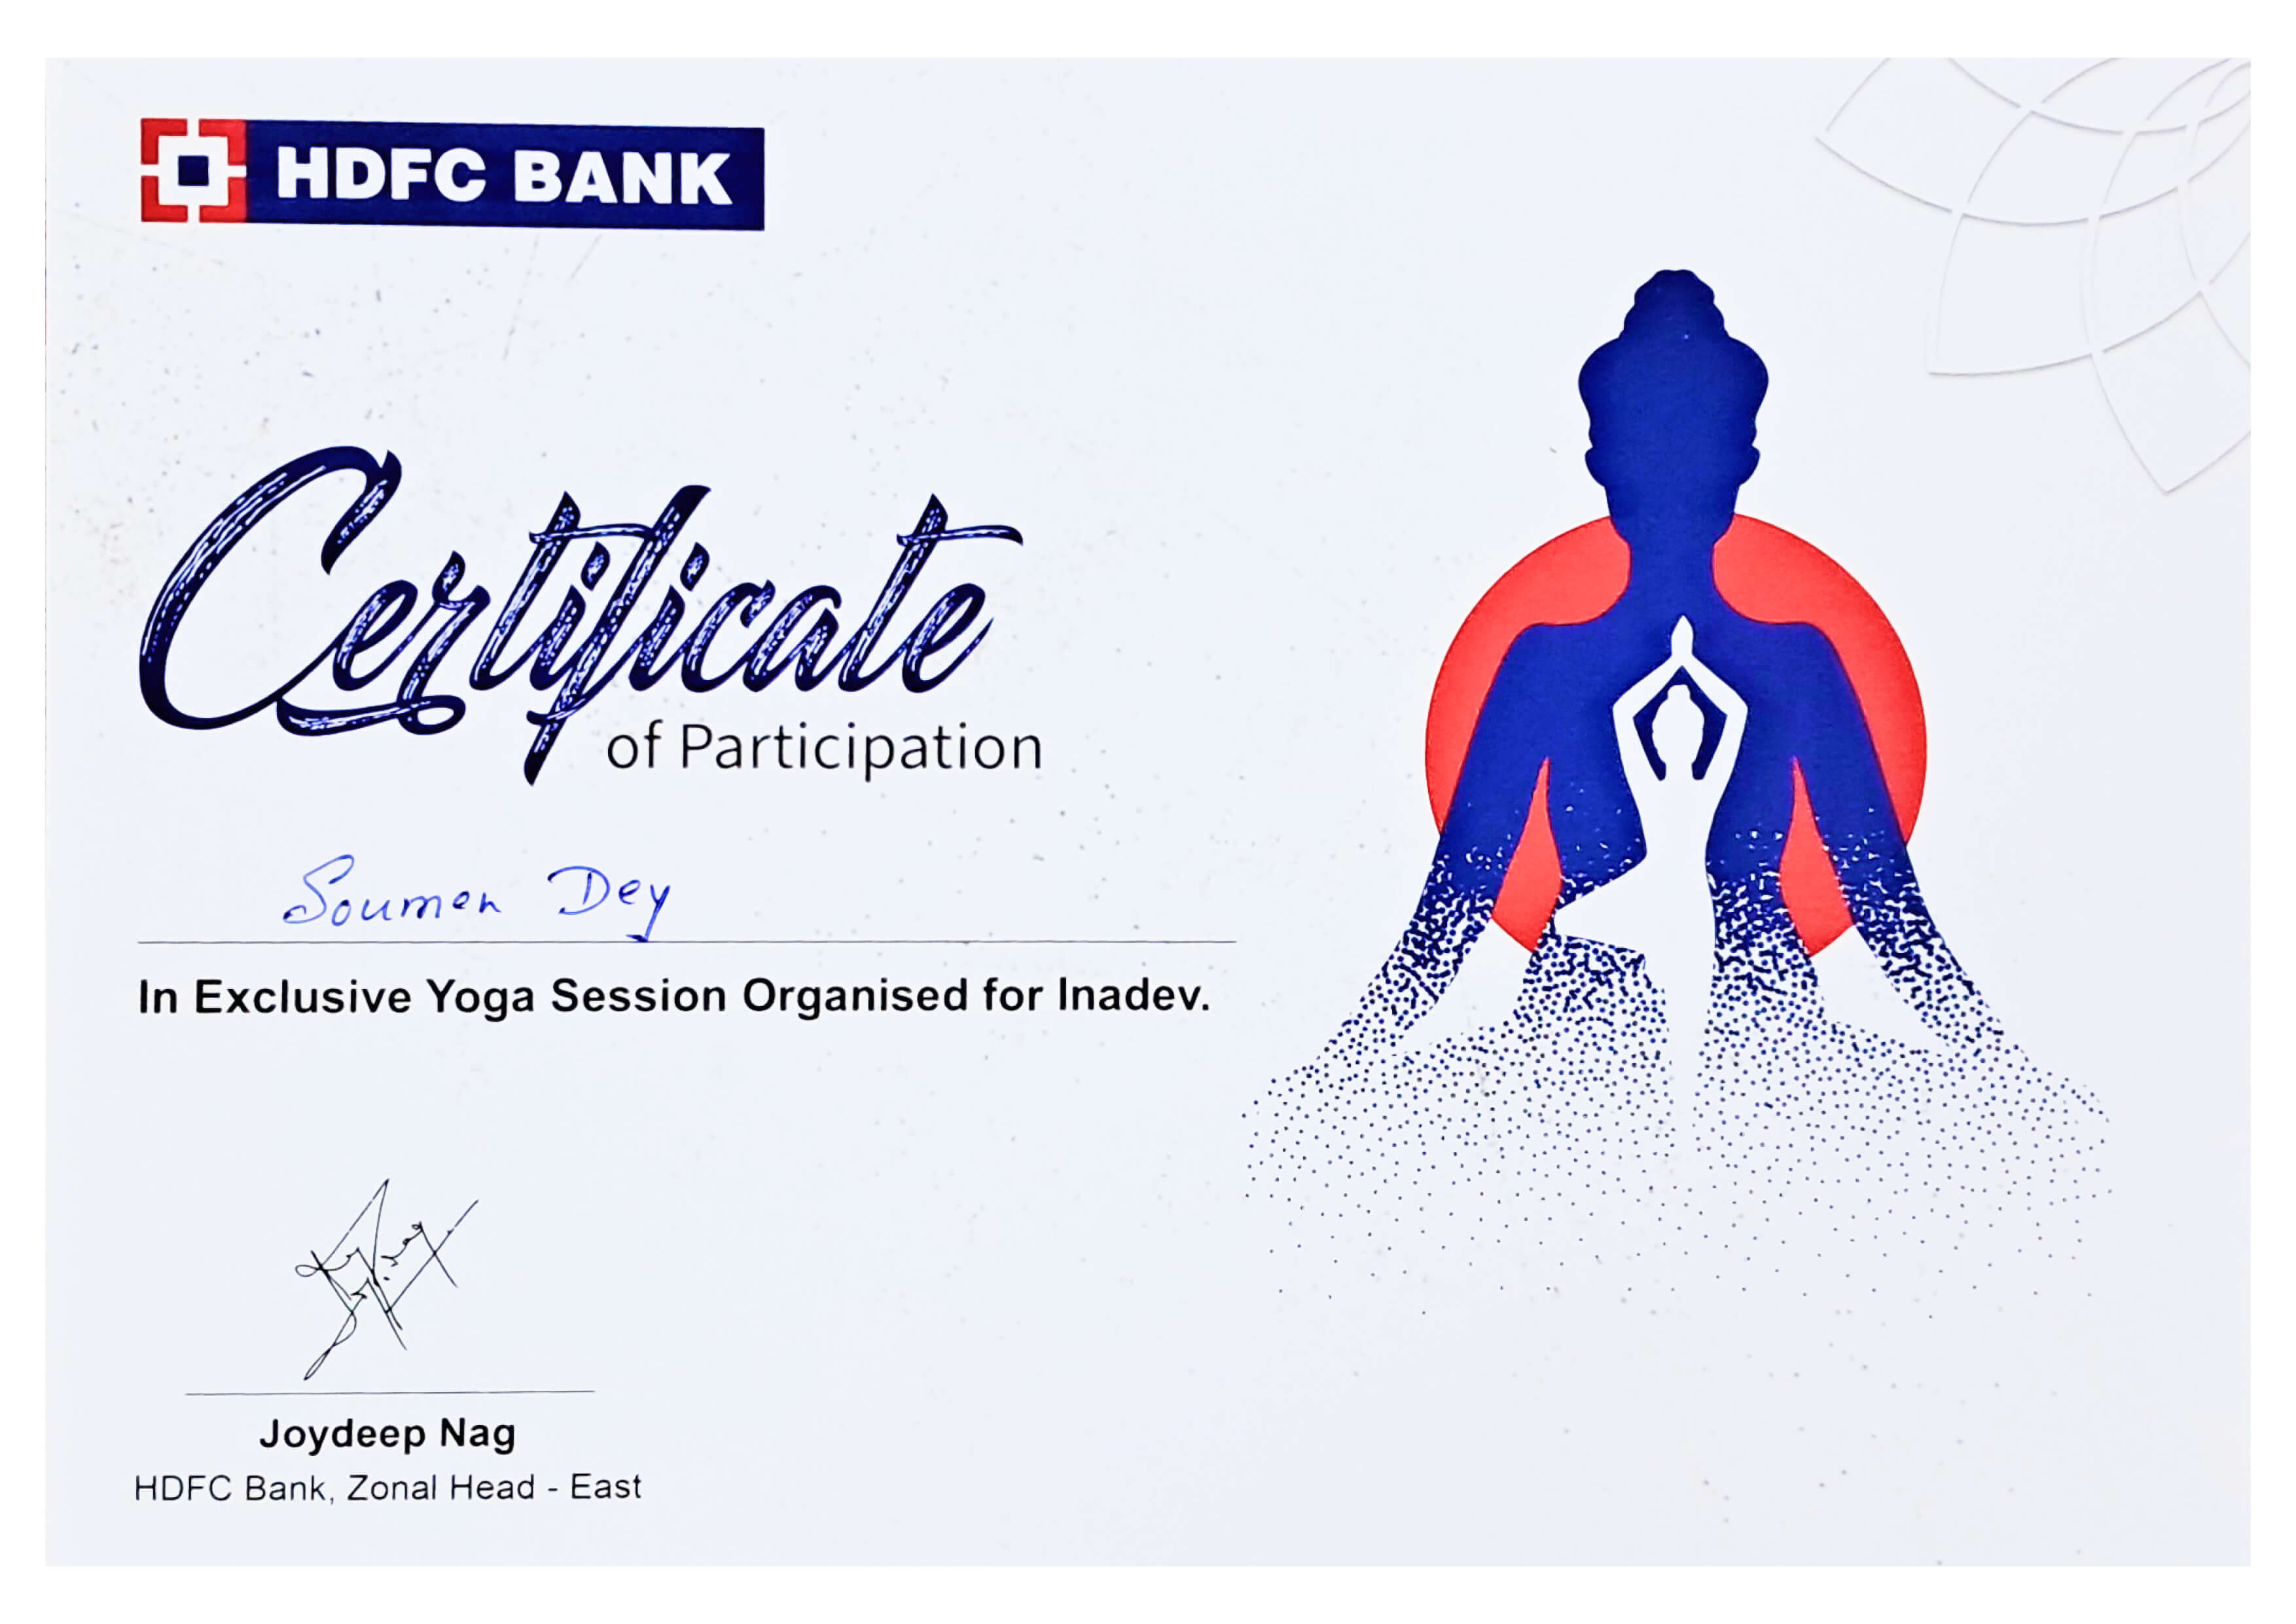 HDFC BANK
Certificate
of Participation
Soumen Dey
In Exclusive Yoga Session Organised for Inadev.
Joydeep Nag
HDFC Bank, Zonal Head - East